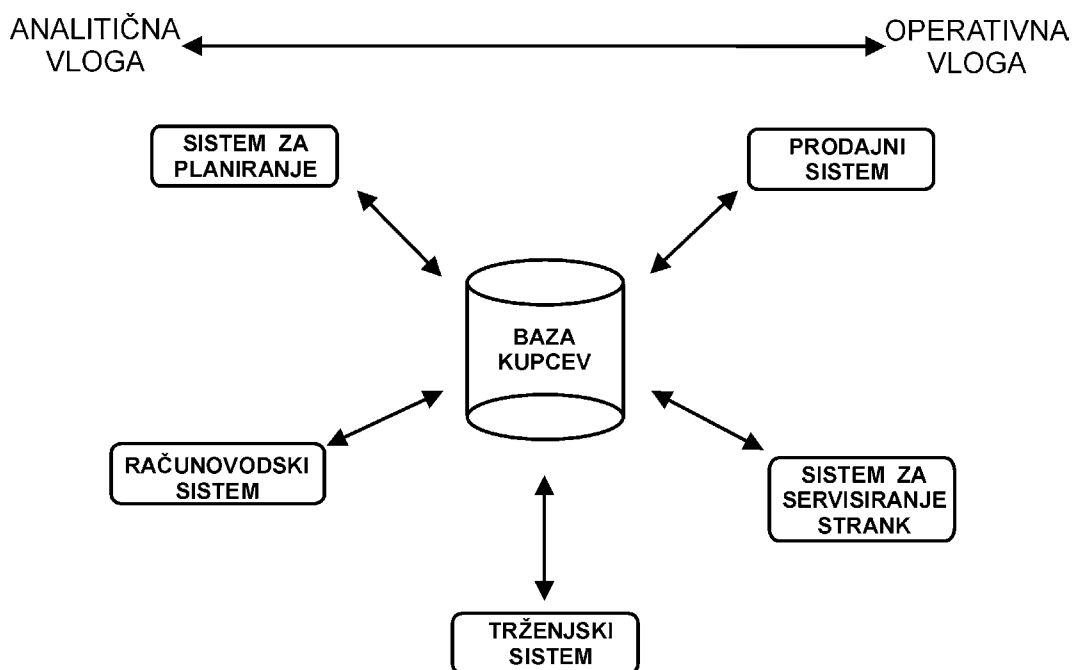 ANALITIČNA
VLOGA
OPERATIVNA
VLOGA
SISTEM ZA
PLANIRANJE
PRODAJNI
SISTEM
BAZA
KUPCEV
RAČUNOVODSKI
SISTEM
SISTEM ZA
SERVISIRANJE
STRANK
TRŽENJSKI
SISTEM